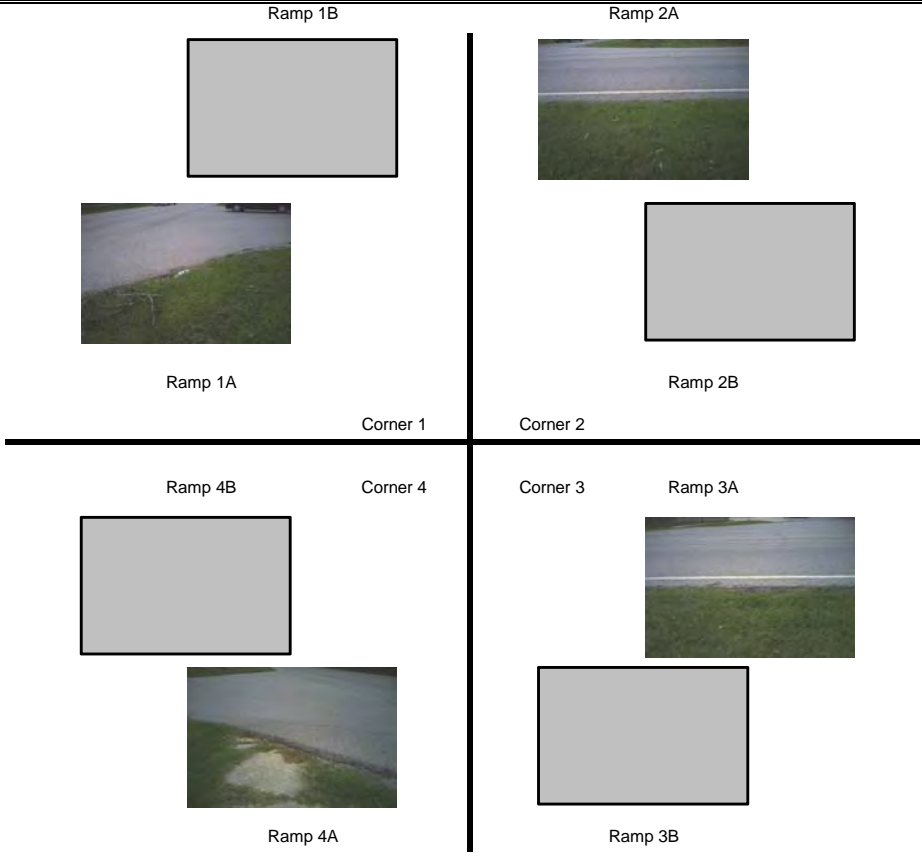 Ramp 1B Ramp 2A
Ramp 1A Ramp 2B
Corner 1 Corner 2
Ramp 4B Corner 4 Corner 3 Ramp 3A
Ramp 4A Ramp 3B